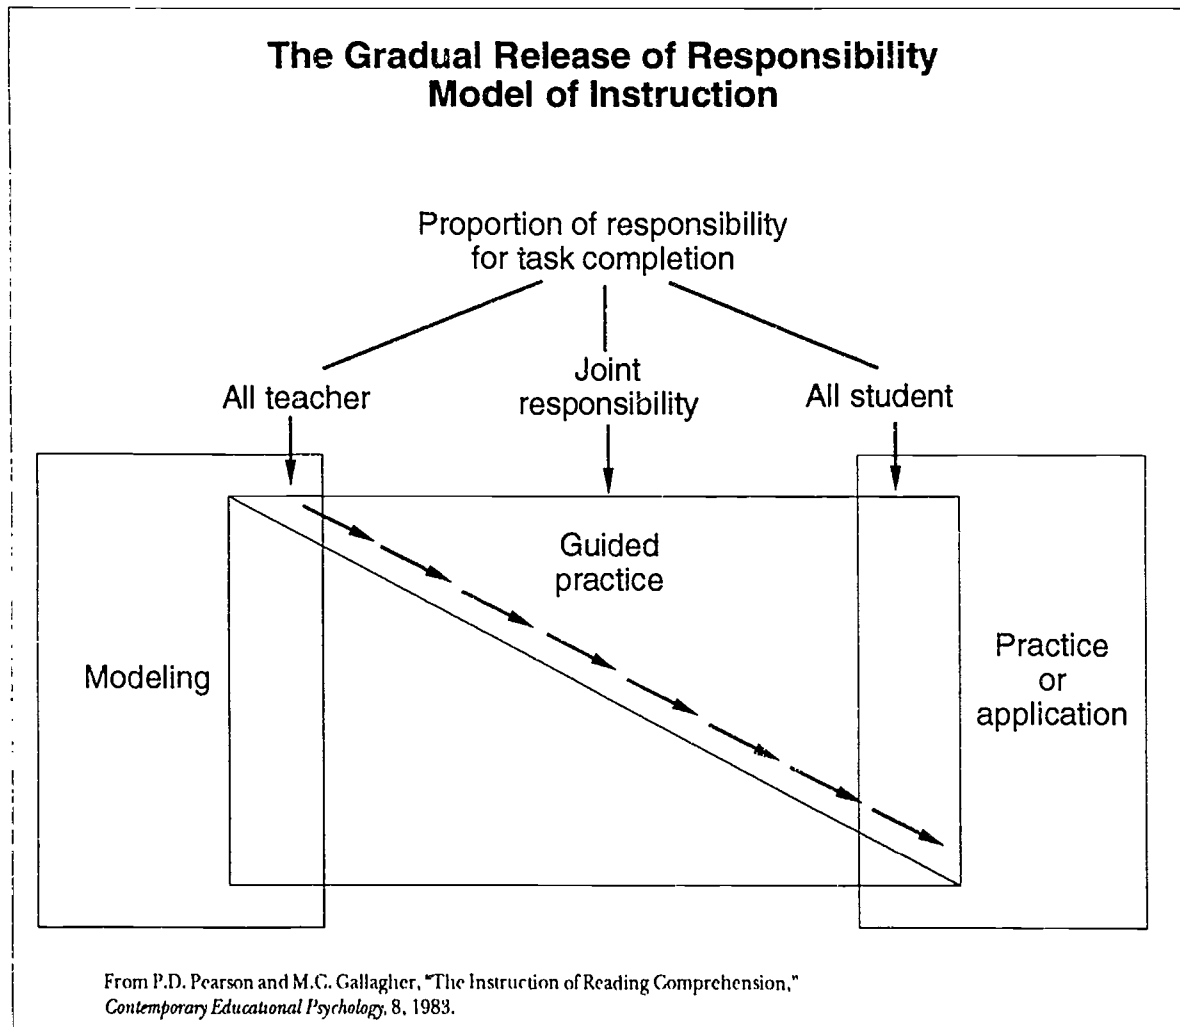 The Gradual Release of Responsibility
Model of Instruction
Proportion of responsibility
for task completion
All teacher
Joint
responsibility
All student
Guided
practice
Modeling
Practice
or
application
From P.D. Pearson and M.C. Gallagher, "The Instruction of Reading Comprehension,"
Contemporary Educational Psychology, 8, 1983.